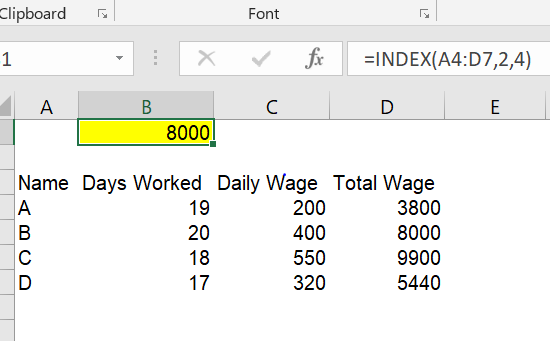 Clipboard Font
1 fx =INDEX(A4:D7,2,4)
A B C D E
8000
Name Days Worked Daily Wage Total Wage
A 19 200 3800
B 20 400 8000
C 18 550 9900
D 17 320 5440